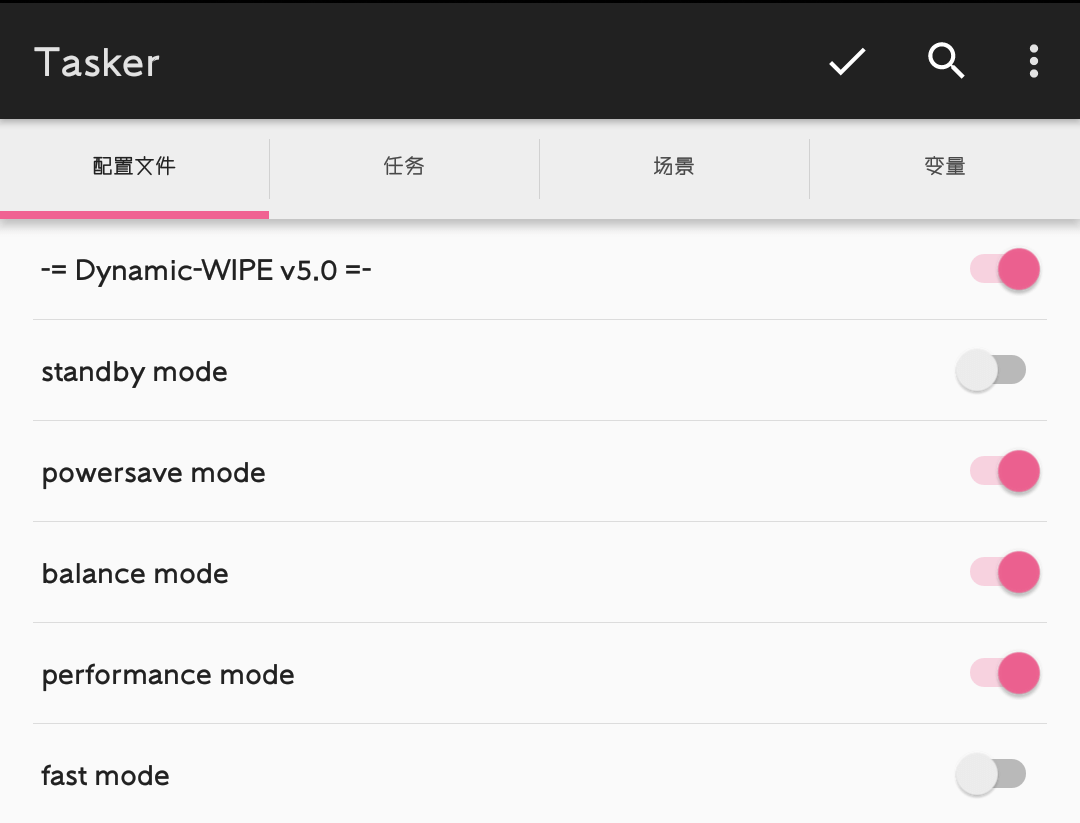 Tasker
配置文件
任务
场景
变量
-= Dynamic-WIPE v5.0 =-
standby mode
powersave mode
balance mode
performance mode
fast mode